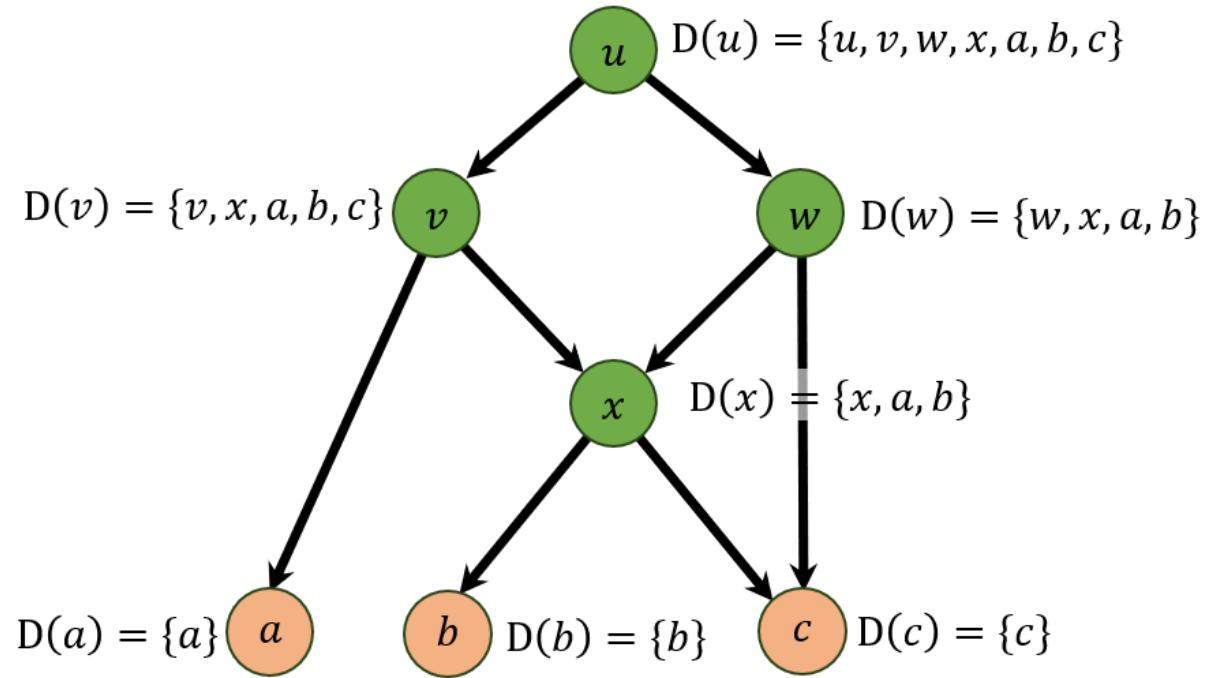 u D(u) = {u, v, w, x, a, b, c}
D(v) = {v, x, a, b, c} v w D(w) = {w, x, a, b}
x D(x) = {x, a, b}
D(a) = {a} a b D(b) = {b} c D(c) = {c}